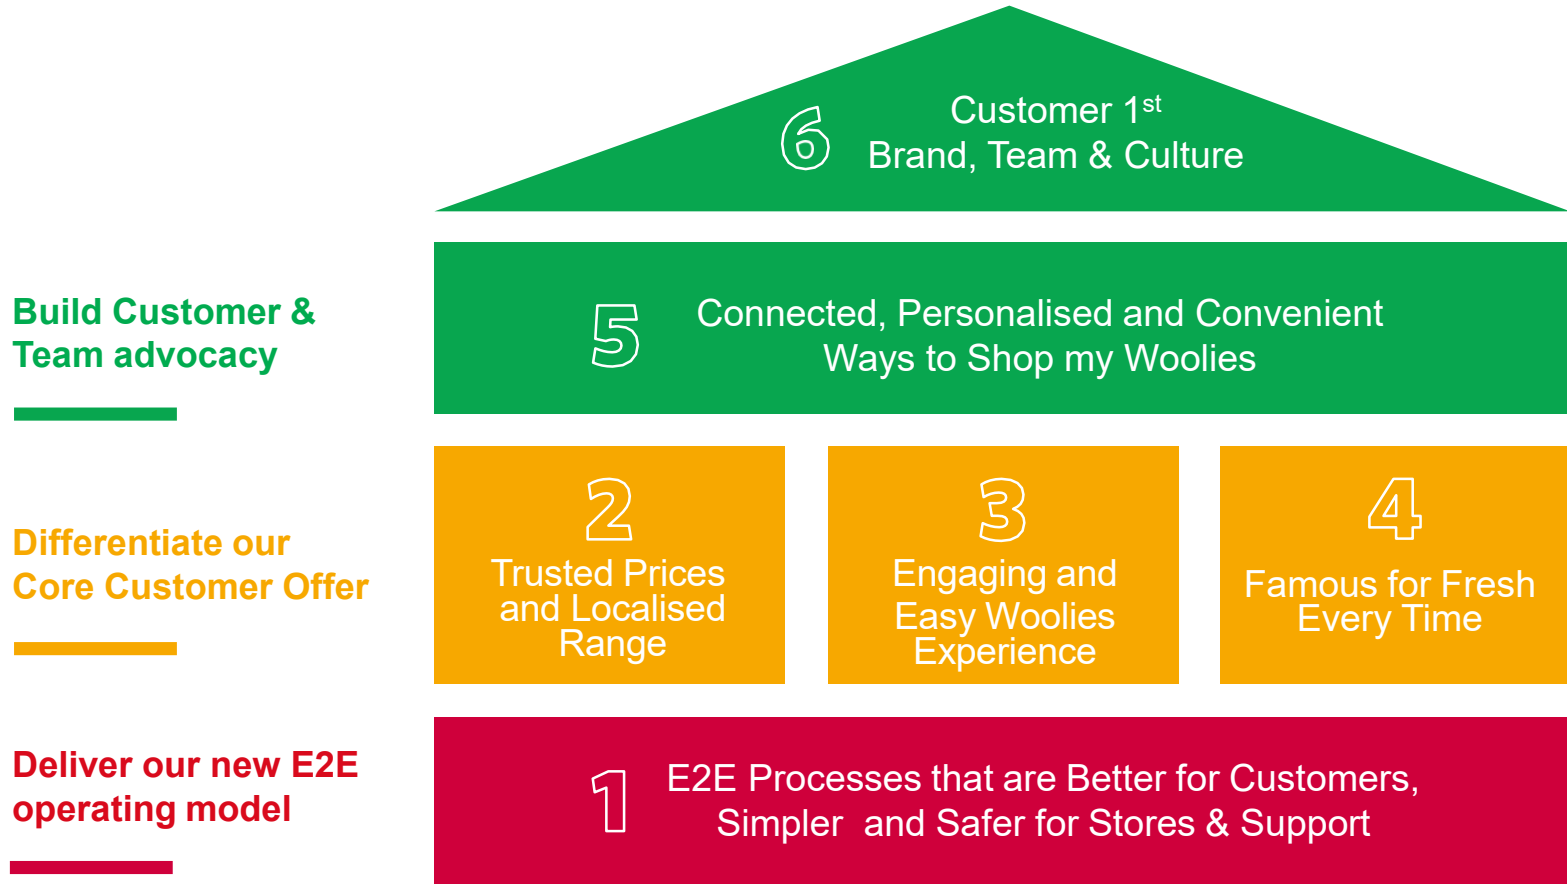 6
Customer 1st
Brand, Team & Culture
Build Customer &
Team advocacy
5
Connected, Personalised and Convenient
Ways to Shop my Woolies
Differentiate our
Core Customer Offer
2
Trusted Prices
and Localised
Range
3
Engaging and
Easy Woolies
Experience
4
Famous for Fresh
Every Time
Deliver our new E2E
operating model
1
E2E Processes that are Better for Customers,
Simpler  and Safer for Stores & Support